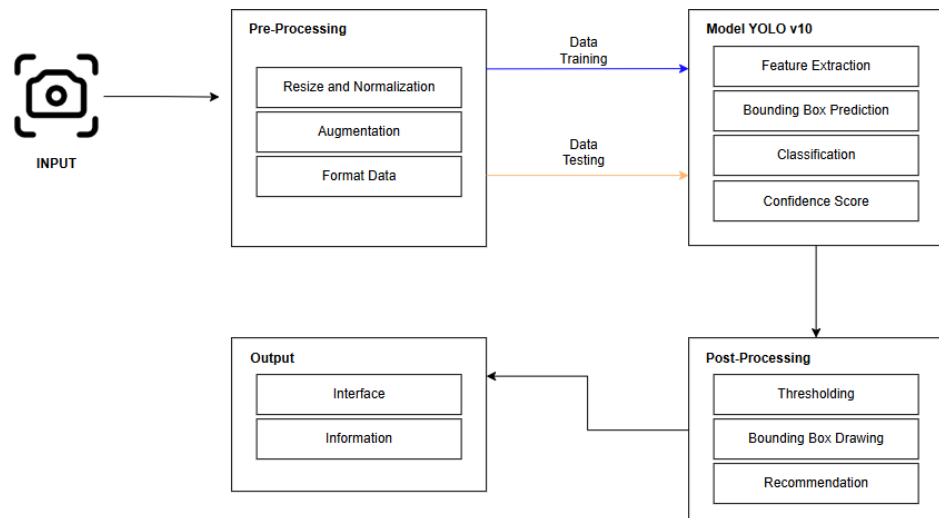 INPUT
Pre-Processing
Resize and Normalization
Augmentation
Format Data
Data
Training
Data
Testing
Model YOLO v10
Feature Extraction
Bounding Box Prediction
Classification
Confidence Score
Output
Interface
Information
Post-Processing
Thresholding
Bounding Box Drawing
Recommendation